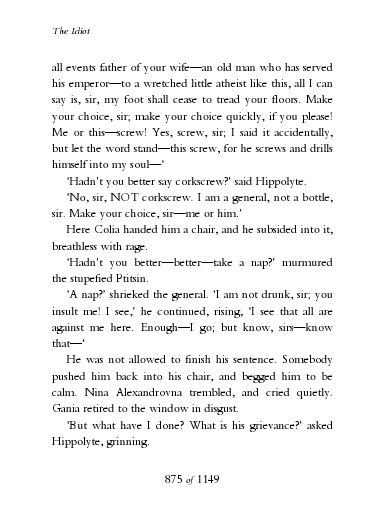 The Idiot
all events father of your wife—an old man who has served
his emperor—to a wretched little atheist like this, all I can
say is, sir, my foot shall cease to tread your floors. Make
your choice, sir; make your choice quickly, if you please!
Me or this—screw! Yes, screw, sir; I said it accidentally,
but let the word stand—this screw, for he screws and drills
himself into my soul—‘
‘Hadn’t you better say corkscrew?’ said Hippolyte.
‘No, sir, NOT corkscrew. I am a general, not a bottle,
sir. Make your choice, sir—me or him.’
Here Colia handed him a chair, and he subsided into it,
breathless with rage.
‘Hadn’t you better—better—take a nap?’ murmured
the stupefied Ptitsin.
‘A nap?’ shrieked the general. ‘I am not drunk, sir; you
insult me! I see,’ he continued, rising, ‘I see that all are
against me here. Enough—I go; but know, sirs—know
that—’
He was not allowed to finish his sentence. Somebody
pushed him back into his chair, and begged him to be
calm. Nina Alexandrovna trembled, and cried quietly.
Gania retired to the window in disgust.
‘But what have I done? What is his grievance?’ asked
Hippolyte, grinning.
875 of 1149